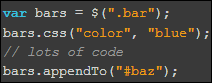 var bars = $(".bar");
bars.css("color", "blue");
// lots of code
bars.appendTo("#baz");